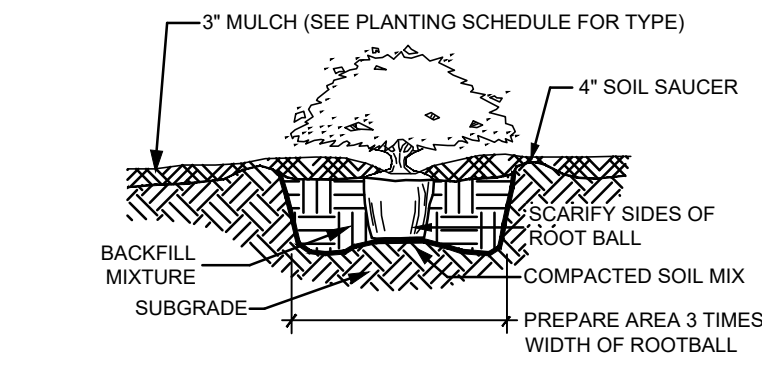 3" MULCH (SEE PLANTING SCHEDULE FOR TYPE)
4" SOIL SAUCER
SCARIFY SIDES OF
ROOT BALL
BACKFILL
MIXTURE
COMPACTED SOIL MIX
SUBGRADE
PREPARE AREA 3 TIMES
WIDTH OF ROOTBALL